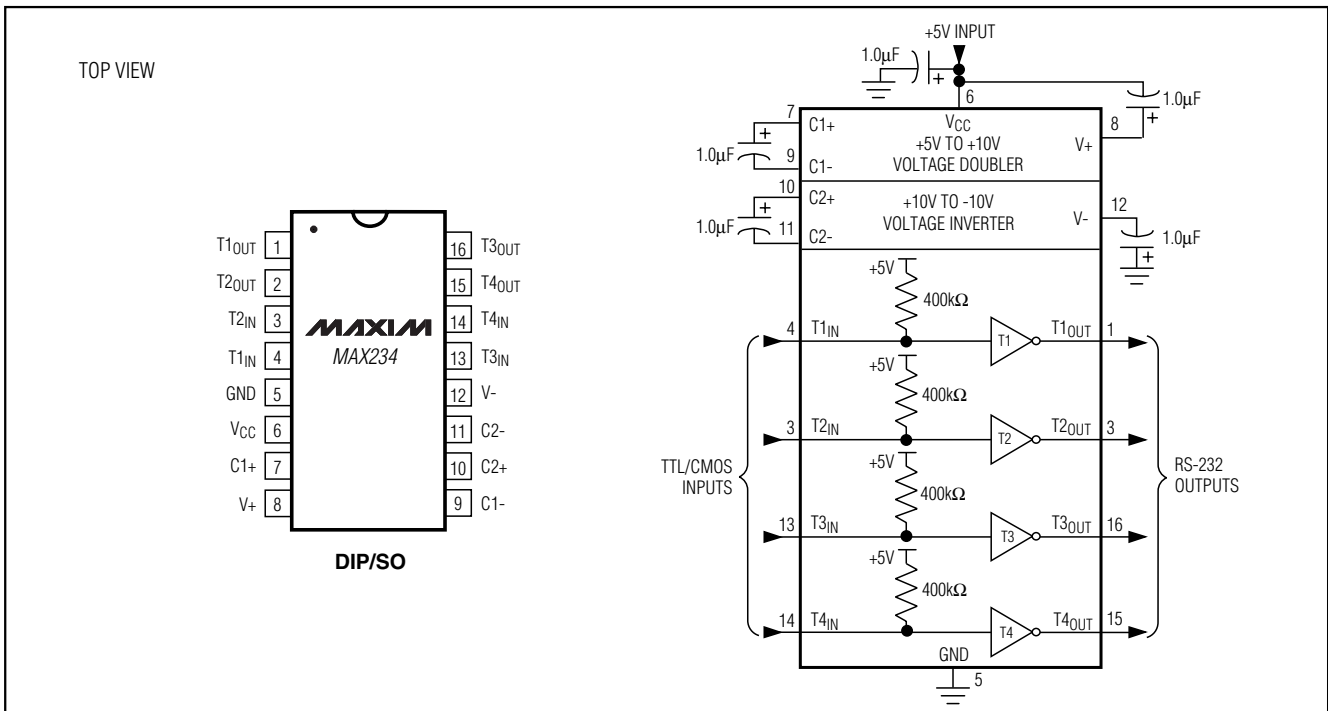 TOP VIEW
T1OUT 1
T2OUT 2
T2IN 3
T1IN 4
GND 5
VCC 6
C1+ 7
V+ 8
16 T3OUT
15 T4OUT
14 T4IN
13 T3IN
12 V-
11 C2-
10 C2+
9 C1-
MAXIM
MAX234
DIP/SO
+5V INPUT
1.0µF
+
6
1.0µF
+
8
7
+
1.0µF
9
C1+
C1-
VCC
+5V TO +10V
VOLTAGE DOUBLER
V+
10
+
1.0µF
11
C2+
C2-
+10V TO -10V
VOLTAGE INVERTER
V-
12
1.0µF
+
+5V
400kΩ
4 T1IN T1 T1OUT 1
+5V
400kΩ
3 T2IN T2 T2OUT 3
+5V
400kΩ
TTL/CMOS
INPUTS
RS-232
OUTPUTS
13 T3IN T3 T3OUT 16
+5V
400kΩ
14 T4IN T4 T4OUT 15
GND
5